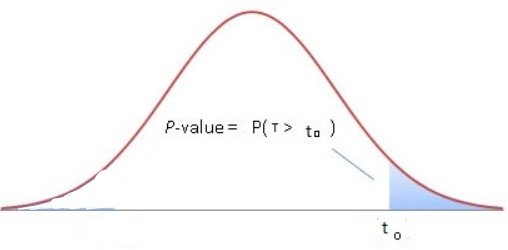 P-value = P( T > t₀ )
t₀